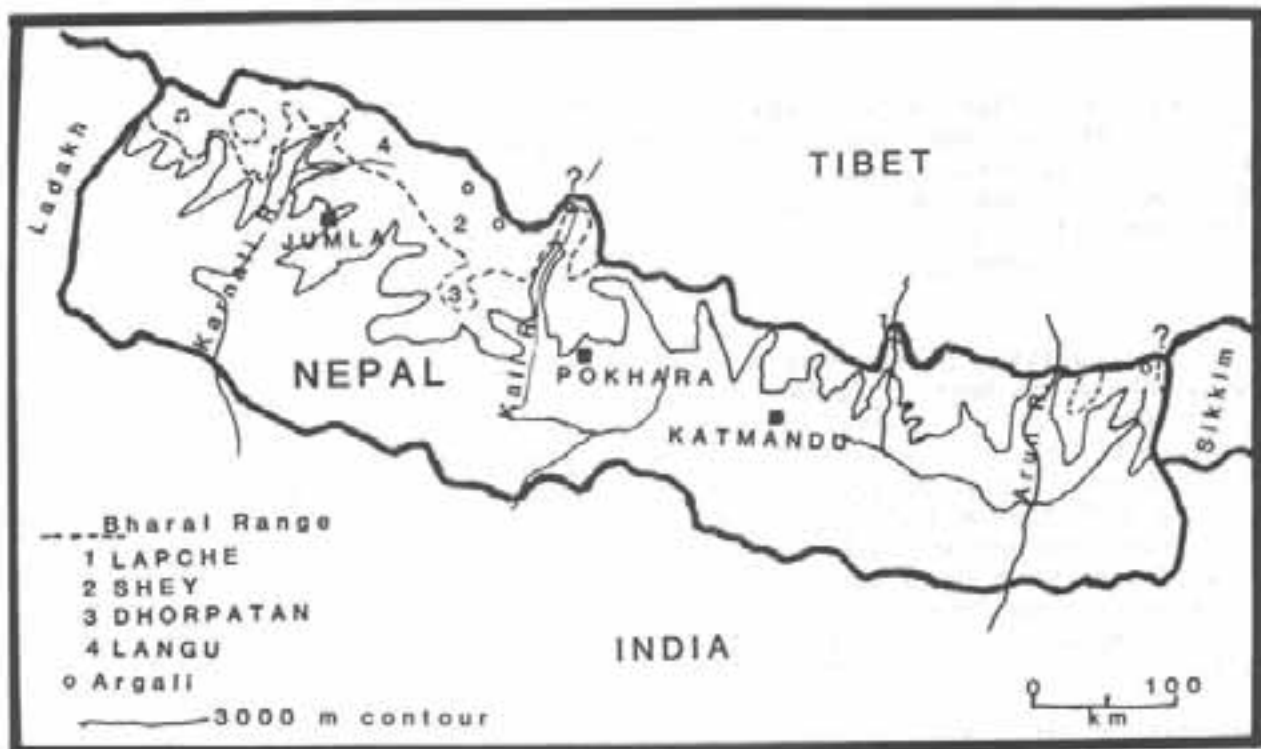 TIBET
Ladakh
4
?
2
JUMLA
Karnali R
3
NEPAL
Kali R
POKHARA
1
?
Sikkim
KATMANDU
Arun R
Bharal Range
1 LAPCHE
2 SHEY
3 DHORPATAN
4 LANGU
o Argali
3000 m contour
INDIA
0 100
km